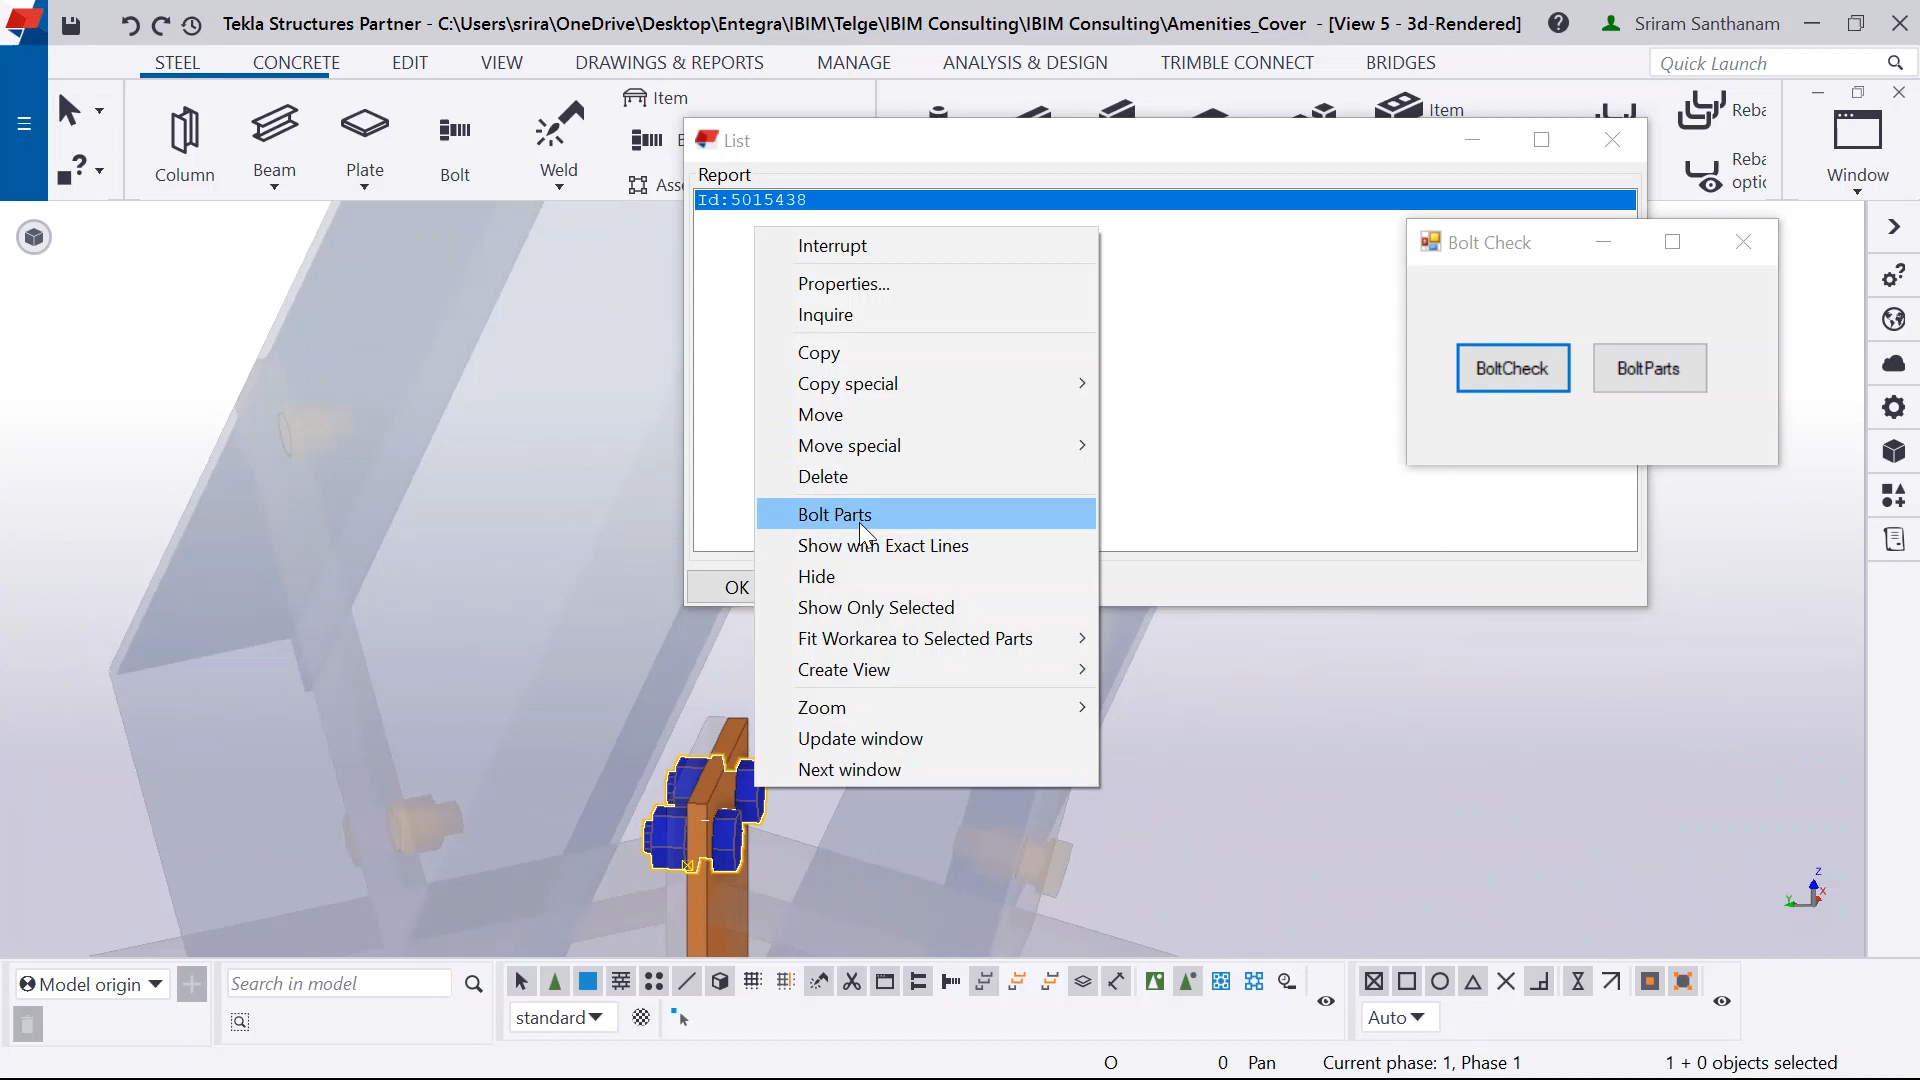 Tekla Structures Partner - C:\Users\srira\OneDrive\Desktop\Entegra\IBIM\Telge\IBIM Consulting\IBIM Consulting\Amenities_Cover - [View 5 - 3d-Rendered]
Sriram Santhanam
STEEL CONCRETE EDIT VIEW DRAWINGS & REPORTS MANAGE ANALYSIS & DESIGN TRIMBLE CONNECT BRIDGES
Quick Launch
Item
Item
Column
Beam
Plate
Bolt
Weld
Window
List
Report
Id:5015438
OK
Interrupt
Properties...
Inquire
Copy
Copy special
Move
Move special
Delete
Bolt Parts
Show with Exact Lines
Hide
Show Only Selected
Fit Workarea to Selected Parts
Create View
Zoom
Update window
Next window
Bolt Check
BoltCheck
BoltParts
Z
X
Y
Model origin
Search in model
standard
Auto
O
0
Pan
Current phase: 1, Phase 1
1 + 0 objects selected